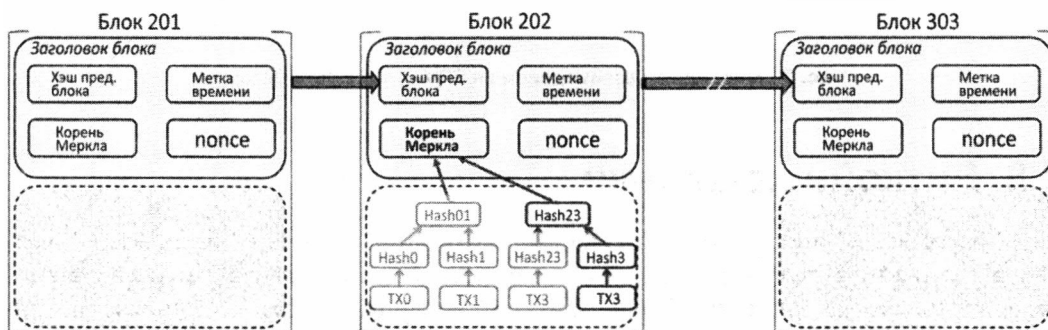 Блок 201
Заголовок блока
Хэш пред. блока
Метка времени
Корень Меркла
nonce
Блок 202
Заголовок блока
Хэш пред. блока
Метка времени
Корень Меркла
nonce
Hash01
Hash23
Hash0
Hash1
Hash23
Hash3
TX0
TX1
TX3
TX3
Блок 303
Заголовок блока
Хэш пред. блока
Метка времени
Корень Меркла
nonce